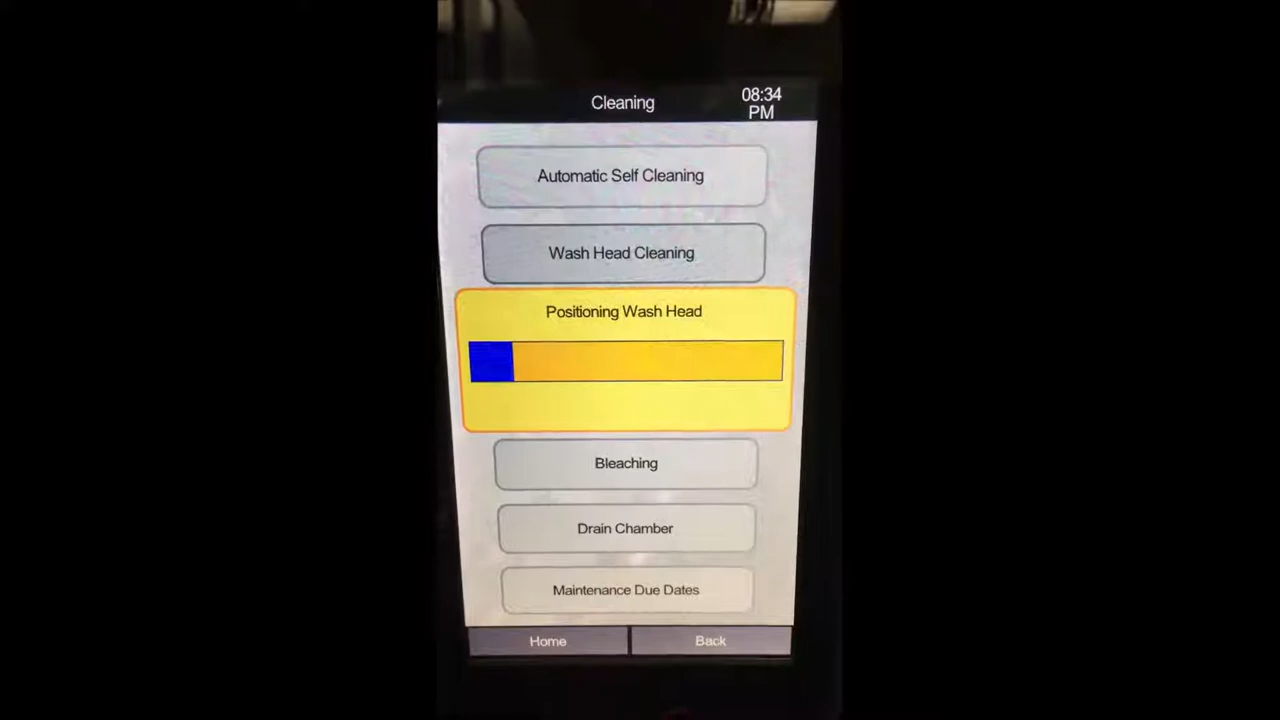 Cleaning
08:34
PM
Automatic Self Cleaning
Wash Head Cleaning
Positioning Wash Head
Bleaching
Drain Chamber
Maintenance Due Dates
Home
Back